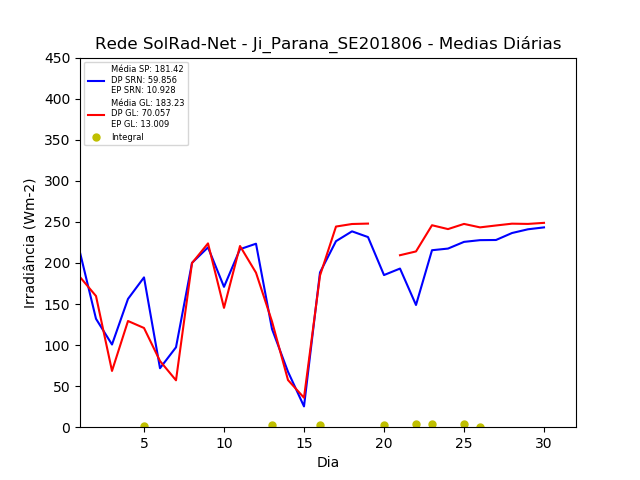 Rede SolRad-Net - Ji_Parana_SE201806 - Medias Diárias
450
400
350
300
250
200
150
100
50
0
Irradiância (Wm-2)
Média SP: 181.42
DP SRN: 59.856
EP SRN: 10.928
Média GL: 183.23
DP GL: 70.057
EP GL: 13.009
Integral
5
10
15
20
25
30
Dia